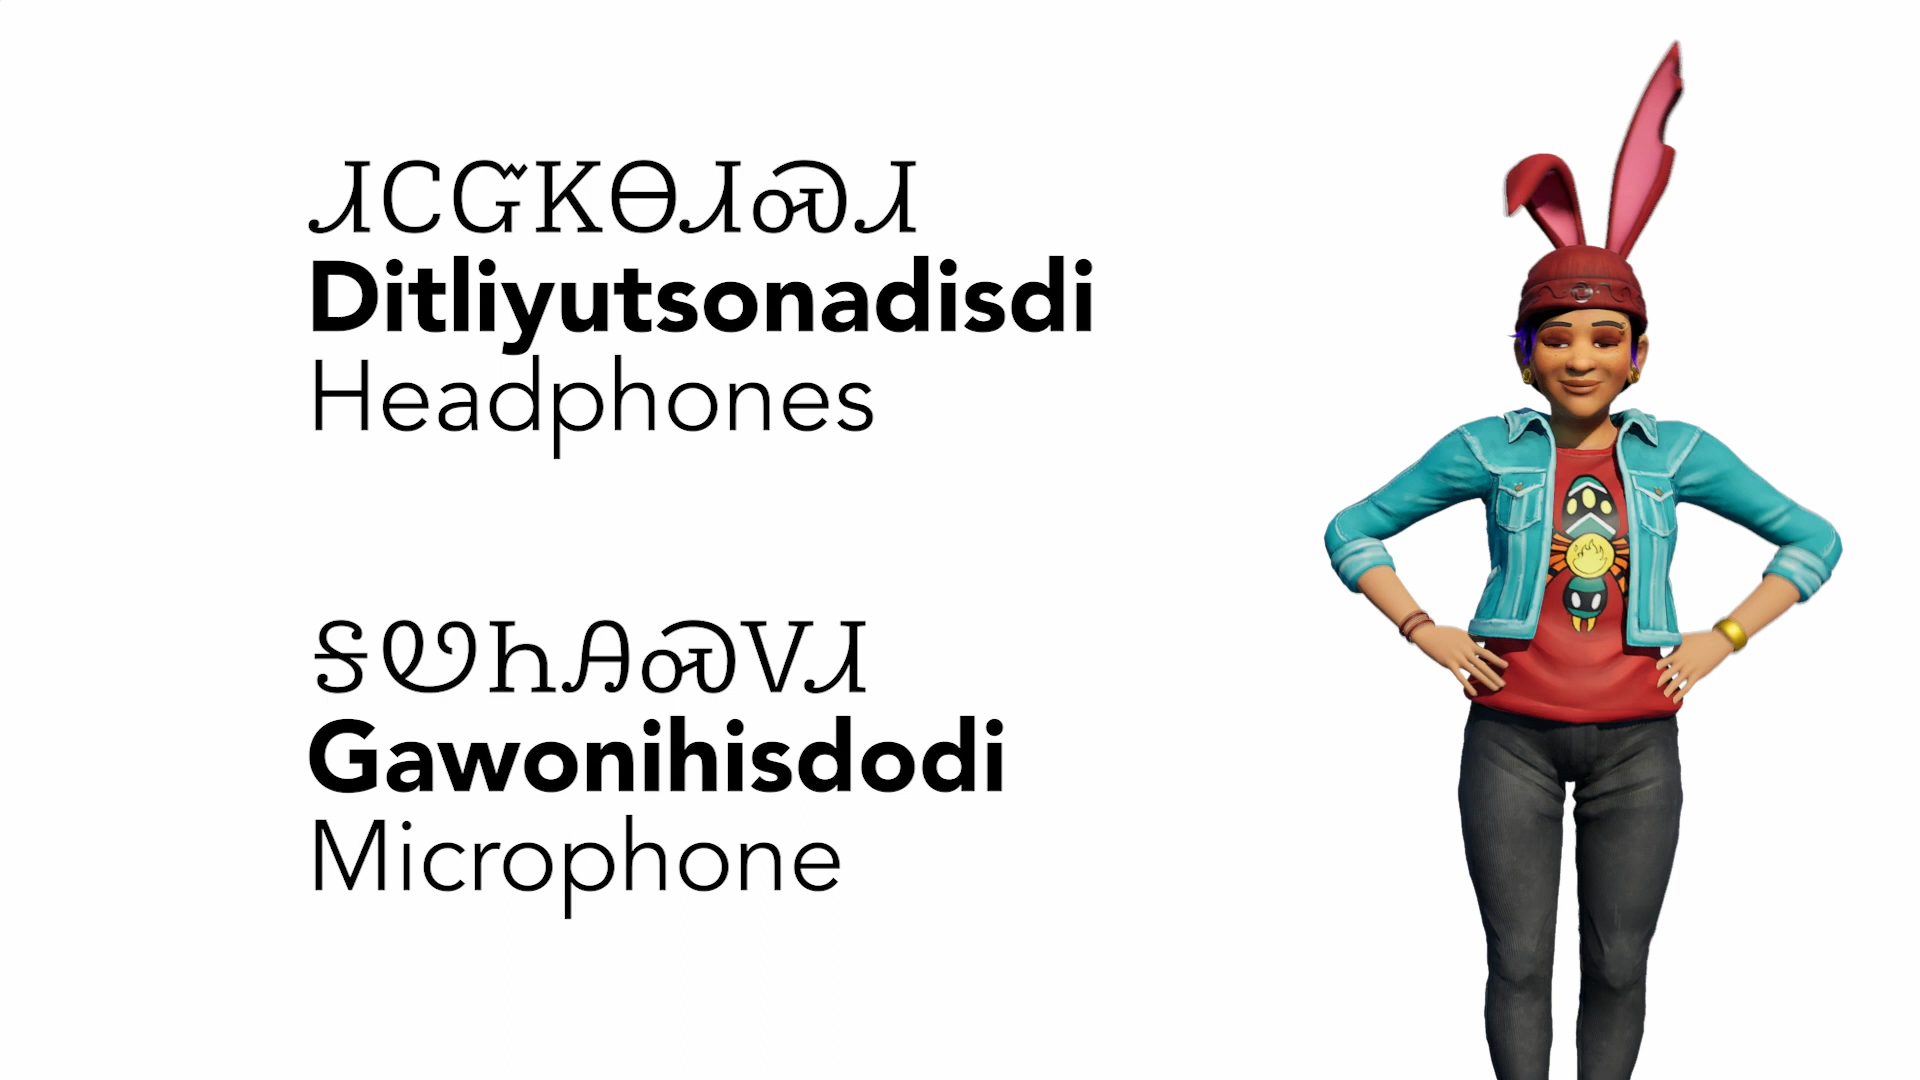 ᏗᏟᏳᏦᎾᏗᏍᏗ
Ditliyutsonadisdi
Headphones
ᎦᏬᏂᎯᏍᏙᏗ
Gawonihisdodi
Microphone